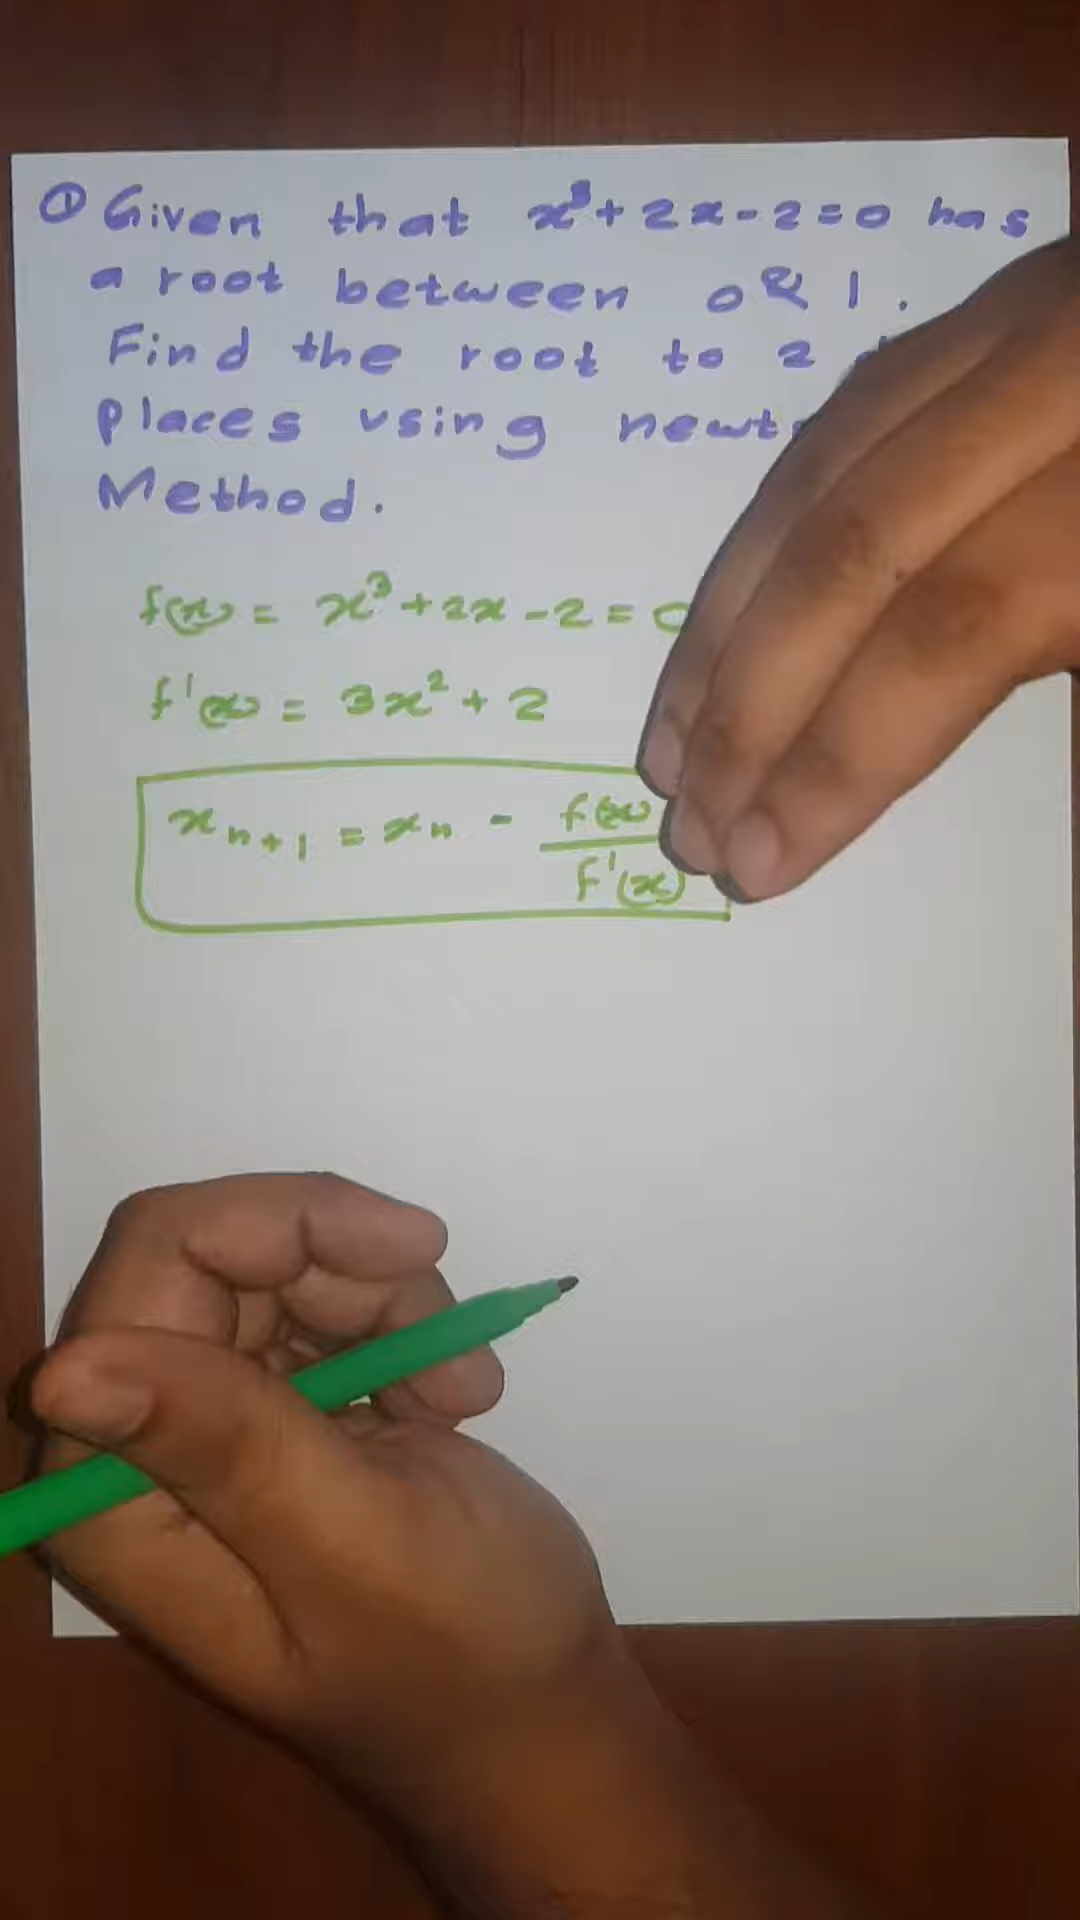 ① Given that x³+2x-2=0 has
a root between 0 & 1.
Find the root to 2
places using
Method.
f(x) = x³+2x-2=0
f'(x) = 3x²+2
xₙ₊₁ = xₙ - f(x)
f'(x)